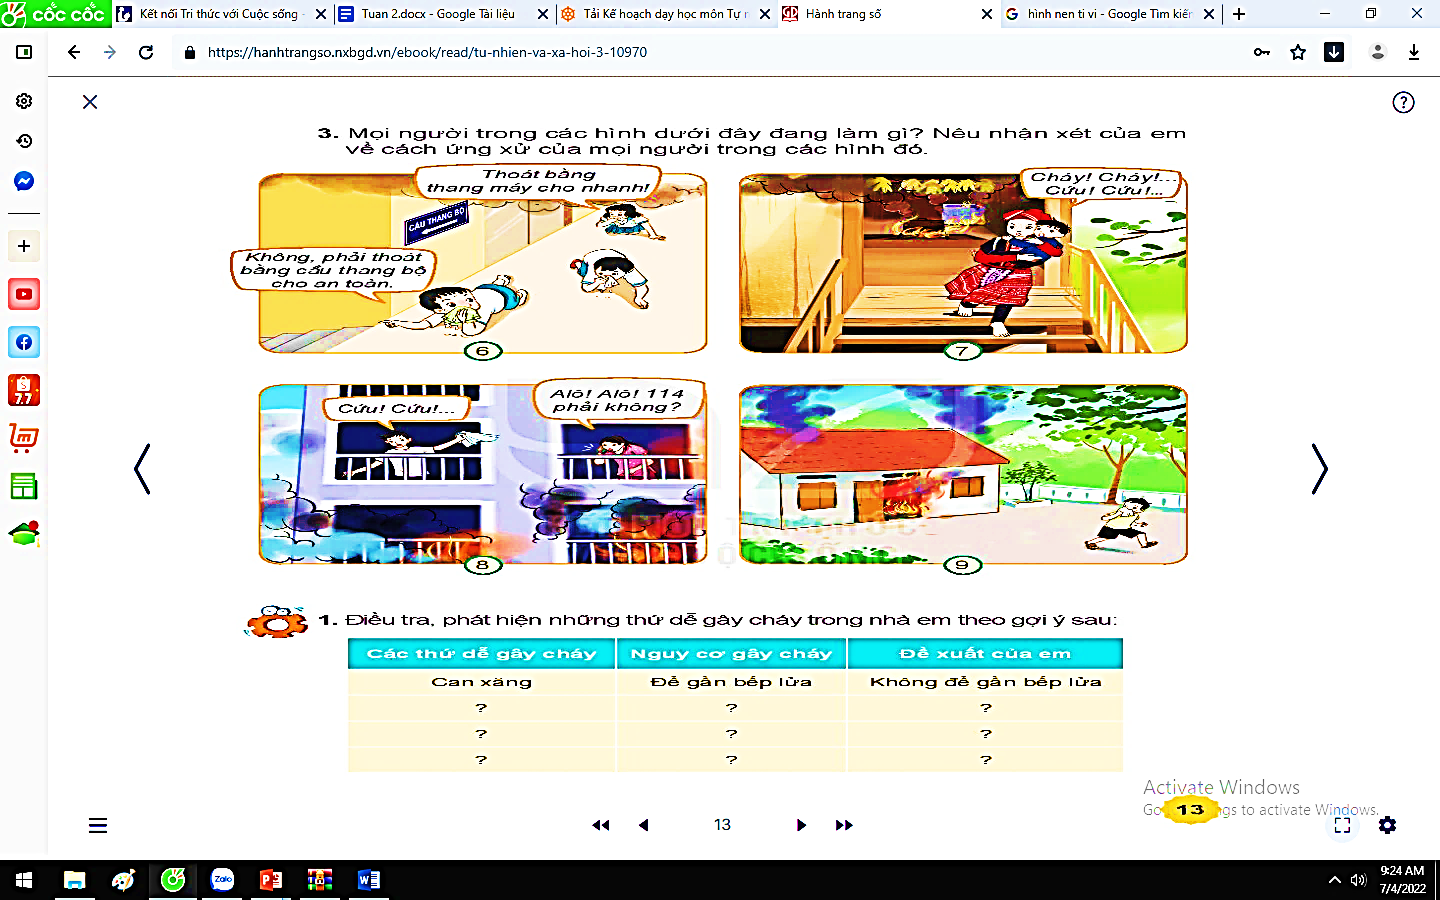 cốc cốc
Kết nối Tri thức với Cuộc sống -
Tuan 2.docx - Google Tài liệu
Tải Kế hoạch dạy học môn Tự n
Hành trang số
hình nen ti vi - Google Tìm kiếm
https://hanhtrangso.nxbgd.vn/ebook/read/tu-nhien-va-xa-hoi-3-10970
3. Mọi người trong các hình dưới đây đang làm gì? Nêu nhận xét của em
về cách ứng xử của mọi người trong các hình đó.
Thoát bằng
thang máy cho nhanh!
CẦU THANG BỘ
Không, phải thoát
bằng cầu thang bộ
cho an toàn.
6
Cháy! Cháy!...
Cứu! Cứu!...
7
Cứu! Cứu!...
Alô! Alô! 114
phải không?
8
9
1. Điều tra, phát hiện những thứ dễ gây cháy trong nhà em theo gợi ý sau:
Các thứ dễ gây cháy Nguy cơ gây cháy Đề xuất của em
Can xăng Để gần bếp lửa Không để gần bếp lửa
? ? ?
? ? ?
? ? ?
Activate Windows
Go to Settings to activate Windows.
13
13
7.7
Zalo
9:24 AM
7/4/2022